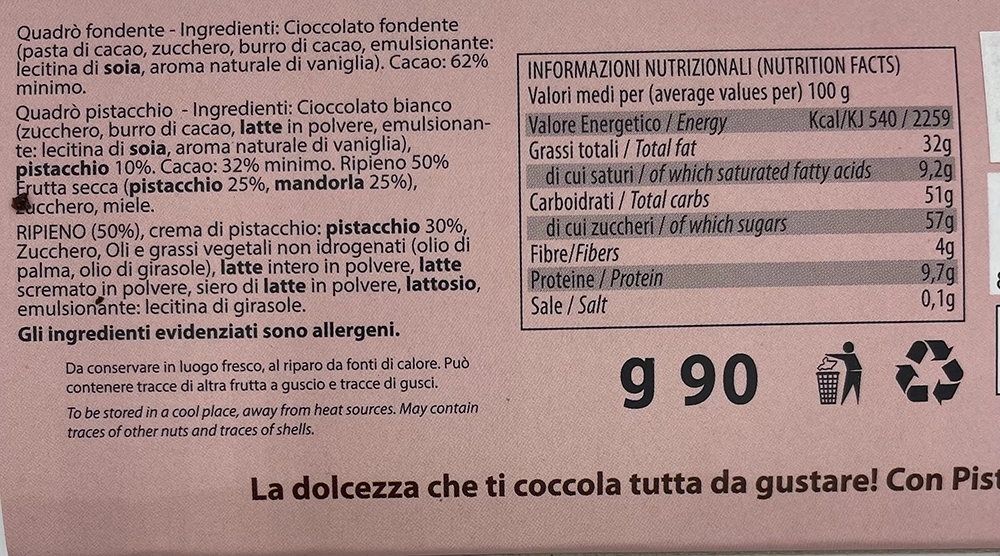 Quadrò fondente - Ingredienti: Cioccolato fondente
(pasta di cacao, zucchero, burro di cacao, emulsionante:
lecitina di soia, aroma naturale di vaniglia). Cacao: 62%
minimo.
Quadrò pistacchio - Ingredienti: Cioccolato bianco
(zucchero, burro di cacao, latte in polvere, emulsionan-
te: lecitina di soia, aroma naturale di vaniglia),
pistacchio 10%. Cacao: 32% minimo. Ripieno 50%
Frutta secca (pistacchio 25%, mandorla 25%),
zucchero, miele.
RIPIENO (50%), crema di pistacchio: pistacchio 30%,
Zucchero, Oli e grassi vegetali non idrogenati (olio di
palma, olio di girasole), latte intero in polvere, latte
scremato in polvere, siero di latte in polvere, lattosio,
emulsionante: lecitina di girasole.
Gli ingredienti evidenziati sono allergeni.
Da conservare in luogo fresco, al riparo da fonti di calore. Può
contenere tracce di altra frutta a guscio e tracce di gusci.
To be stored in a cool place, away from heat sources. May contain
traces of other nuts and traces of shells.
INFORMAZIONI NUTRIZIONALI (NUTRITION FACTS)
Valori medi per (average values per) 100 g
Valore Energetico / Energy Kcal/KJ 540 / 2259
Grassi totali / Total fat 32g
di cui saturi / of which saturated fatty acids 9,2g
Carboidrati / Total carbs 51g
di cui zuccheri / of which sugars 57g
Fibre/Fibers 4g
Proteine / Protein 9,7g
Sale / Salt 0,1g
g 90
La dolcezza che ti coccola tutta da gustare! Con Pist